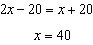 2x − 20 = x + 20
x = 40